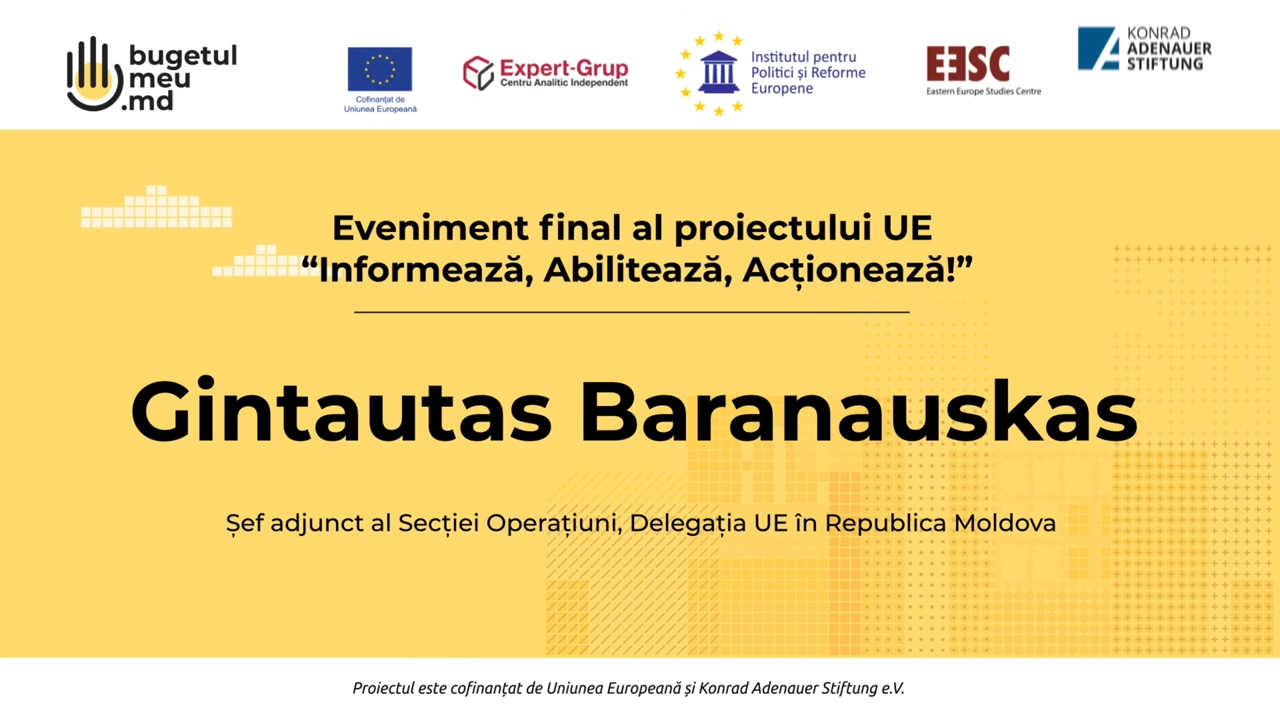 bugetul
meu
.md
Cofinanțat de
Uniunea Europeană
Expert-Grup
Centru Analitic Independent
Institutul pentru
Politici și Reforme
Europene
EESC
Eastern Europe Studies Centre
KONRAD
ADENAUER
STIFTUNG
Eveniment final al proiectului UE
“Informează, Abilitează, Acționează!”
Gintautas Baranauskas
Șef adjunct al Secției Operațiuni, Delegația UE în Republica Moldova
Proiectul este cofinanțat de Uniunea Europeană și Konrad Adenauer Stiftung e.V.